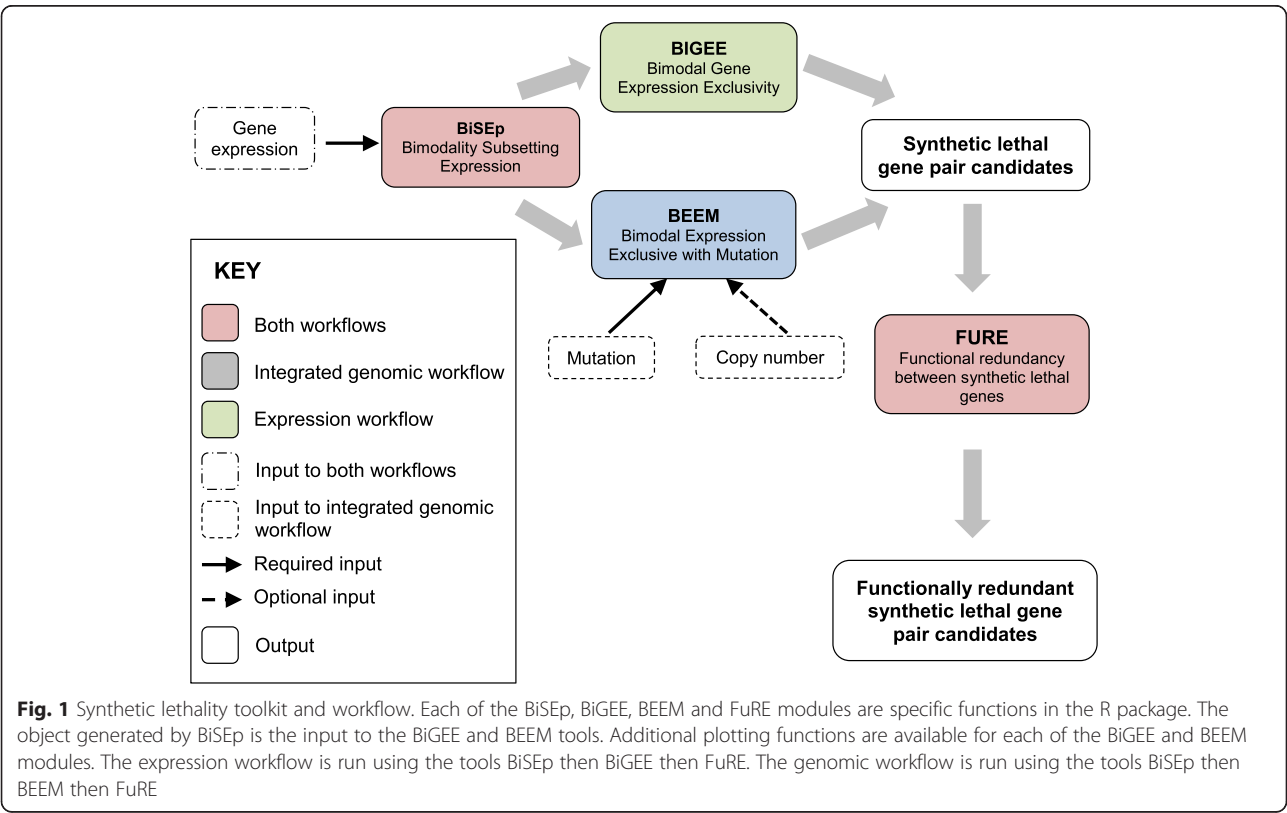 BIGEE
Bimodal Gene
Expression Exclusivity
Gene
expression
BiSEp
Bimodality Subsetting
Expression
Synthetic lethal
gene pair candidates
BEEM
Bimodal Expression
Exclusive with Mutation
Mutation
Copy number
FURE
Functional redundancy
between synthetic lethal
genes
Functionally redundant
synthetic lethal gene
pair candidates
KEY
Both workflows
Integrated genomic workflow
Expression workflow
Input to both workflows
Input to integrated genomic
workflow
Required input
Optional input
Output
Fig. 1 Synthetic lethality toolkit and workflow. Each of the BiSEp, BiGEE, BEEM and FuRE modules are specific functions in the R package. The
object generated by BiSEp is the input to the BiGEE and BEEM tools. Additional plotting functions are available for each of the BiGEE and BEEM
modules. The expression workflow is run using the tools BiSEp then BiGEE then FuRE. The genomic workflow is run using the tools BiSEp then
BEEM then FuRE